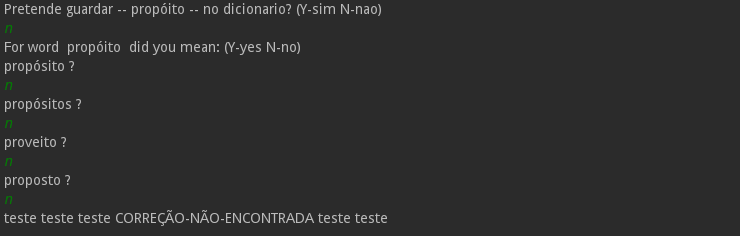 Pretende guardar -- propóito -- no dicionario? (Y-sim N-nao)
n
For word  propóito  did you mean: (Y-yes N-no)
propósito ?
n
propósitos ?
n
proveito ?
n
proposto ?
n
teste teste teste CORREÇÃO-NÃO-ENCONTRADA teste teste